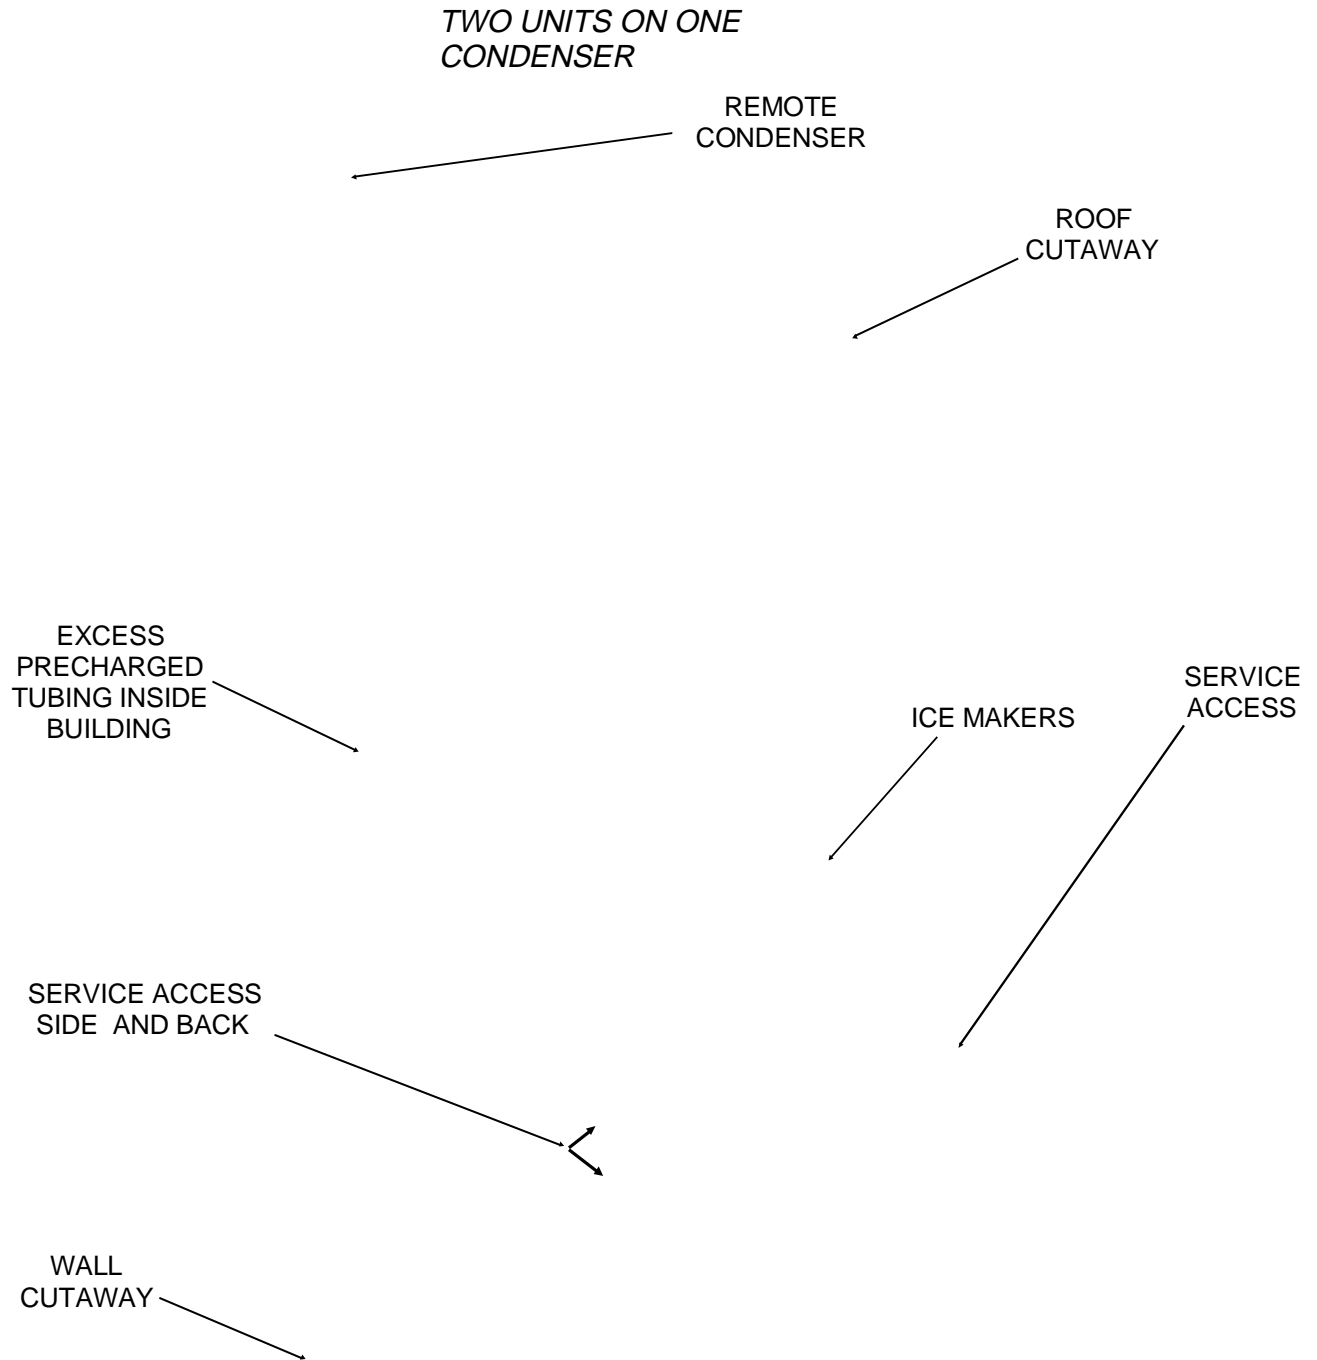 TWO UNITS ON ONE
CONDENSER
REMOTE
CONDENSER
ROOF
CUTAWAY
EXCESS
PRECHARGED
TUBING INSIDE
BUILDING
SERVICE
ACCESS
ICE MAKERS
SERVICE ACCESS
SIDE  AND BACK
WALL
CUTAWAY